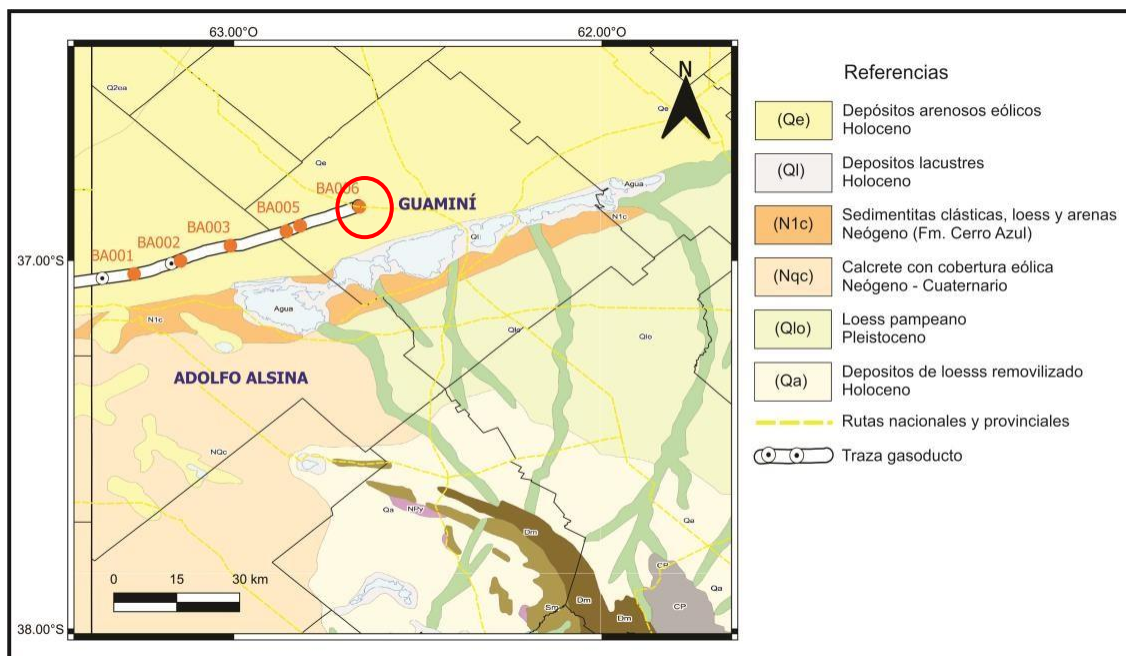 63.00°O
62.00°O
Q2oa
Qe
N
Qe
BA006
GUAMINÍ
Agua
BA005
BA003
N1c
BA002
Ql
37.00°S
BA001
Agua
N1c
Qlo
Qlo
ADOLFO ALSINA
NQc
Qa
NPy
Dm
Qa
CP
0 15 30 km
Sm
Dm
Dm
CP
Qa
38.00°S
Referencias
(Qe)
Depósitos arenosos eólicos
Holoceno
(Ql)
Depositos lacustres
Holoceno
(N1c)
Sedimentitas clásticas, loess y arenas
Neógeno (Fm. Cerro Azul)
(Nqc)
Calcrete con cobertura eólica
Neógeno - Cuaternario
(Qlo)
Loess pampeano
Pleistoceno
(Qa)
Depositos de loesss removilizado
Holoceno
Rutas nacionales y provinciales
Traza gasoducto